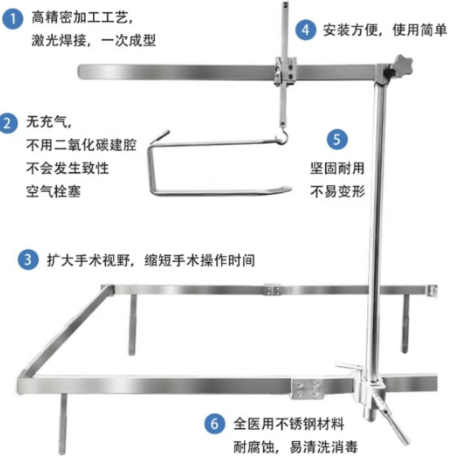 1 高精密加工工艺，
激光焊接，一次成型
4 安装方便，使用简单
2 无充气，
不用二氧化碳建腔
不会发生致性
空气栓塞
5
坚固耐用
不易变形
3 扩大手术视野，缩短手术操作时间
6 全医用不锈钢材料
耐腐蚀，易清洗消毒